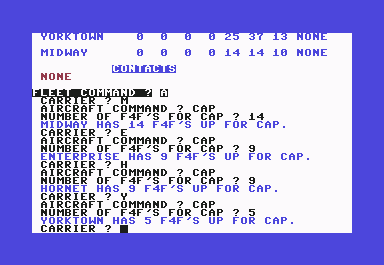 YORKTOWN 0 0 0 0 25 37 13 NONE
MIDWAY 0 0 0 0 14 14 10 NONE
CONTACTS
NONE
FLEET COMMAND ? A
CARRIER ? M
AIRCRAFT COMMAND ? CAP
NUMBER OF F4F'S FOR CAP ? 14
MIDWAY HAS 14 F4F'S UP FOR CAP.
CARRIER ? E
AIRCRAFT COMMAND ? CAP
NUMBER OF F4F'S FOR CAP ? 9
ENTERPRISE HAS 9 F4F'S UP FOR CAP.
CARRIER ? H
AIRCRAFT COMMAND ? CAP
NUMBER OF F4F'S FOR CAP ? 9
HORNET HAS 9 F4F'S UP FOR CAP.
CARRIER ? Y
AIRCRAFT COMMAND ? CAP
NUMBER OF F4F'S FOR CAP ? 5
YORKTOWN HAS 5 F4F'S UP FOR CAP.
CARRIER ?